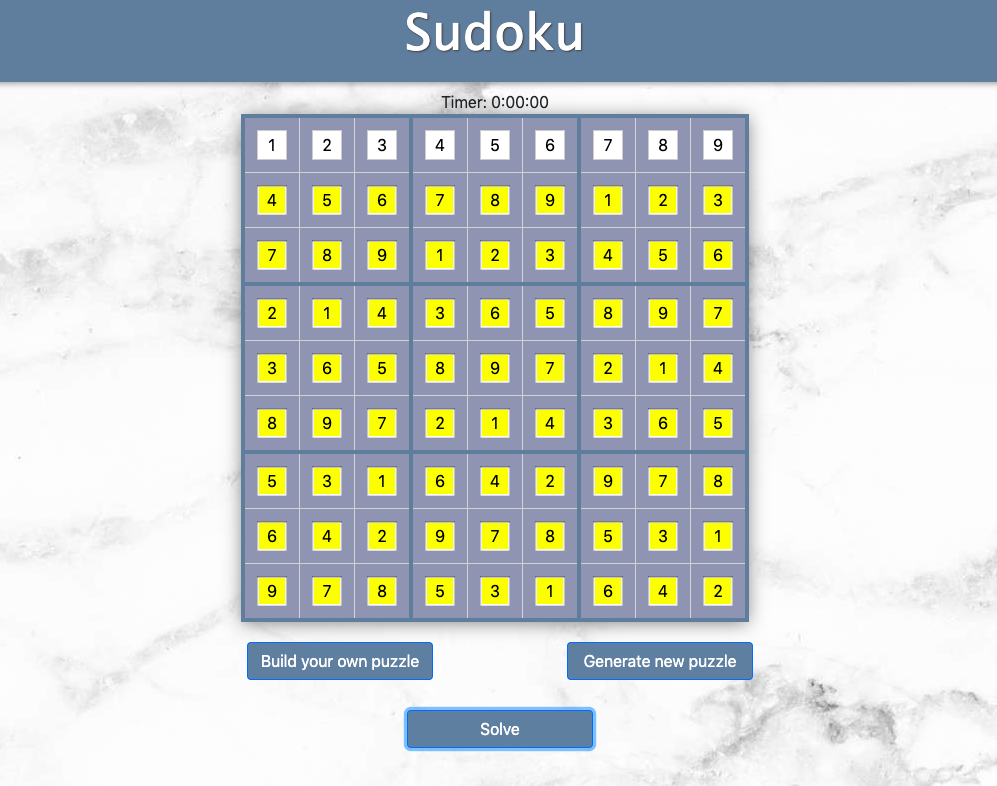 Sudoku
Timer: 0:00:00
1 2 3 4 5 6 7 8 9
4 5 6 7 8 9 1 2 3
7 8 9 1 2 3 4 5 6
2 1 4 3 6 5 8 9 7
3 6 5 8 9 7 2 1 4
8 9 7 2 1 4 3 6 5
5 3 1 6 4 2 9 7 8
6 4 2 9 7 8 5 3 1
9 7 8 5 3 1 6 4 2
Build your own puzzle Generate new puzzle
Solve